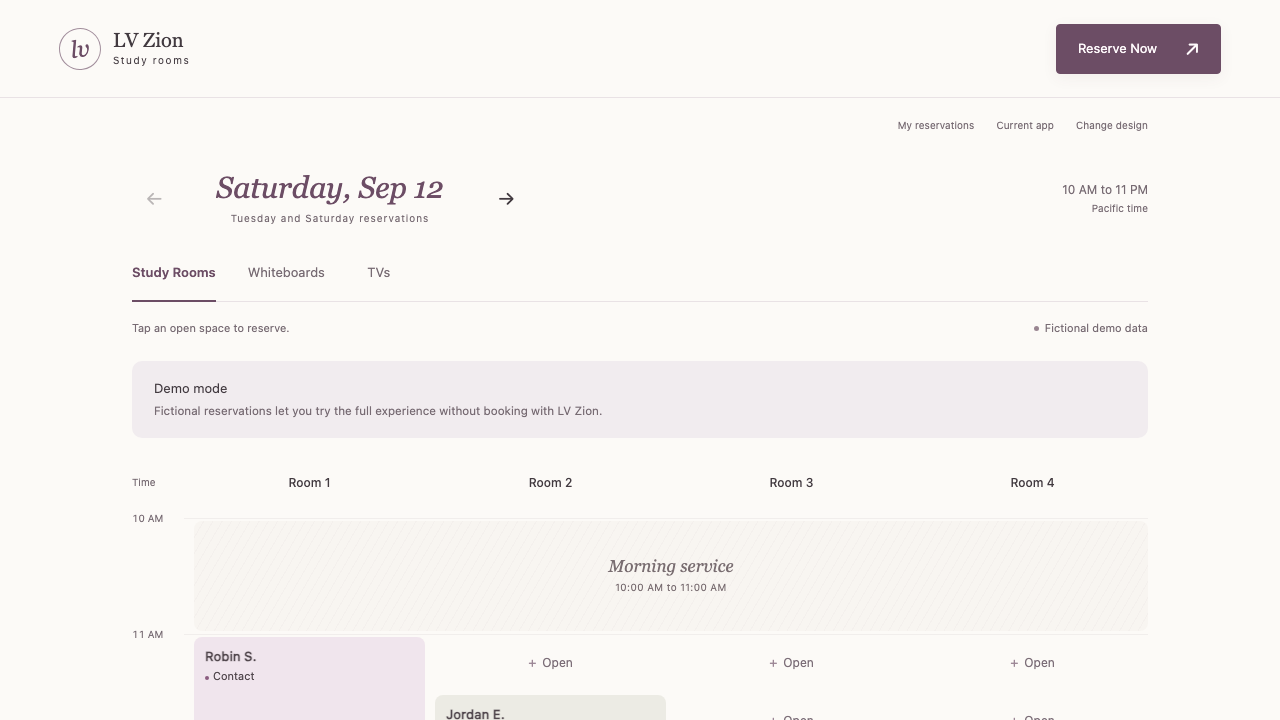 lv
LV Zion
Study rooms
Reserve Now
My reservations
Current app
Change design
Saturday, Sep 12
Tuesday and Saturday reservations
10 AM to 11 PM
Pacific time
Study Rooms
Whiteboards
TVs
Tap an open space to reserve.
Fictional demo data
Demo mode
Fictional reservations let you try the full experience without booking with LV Zion.
Time
Room 1
Room 2
Room 3
Room 4
10 AM
Morning service
10:00 AM to 11:00 AM
11 AM
Robin S.
Contact
+ Open
+ Open
+ Open
Jordan E.
+ Open
+ Open